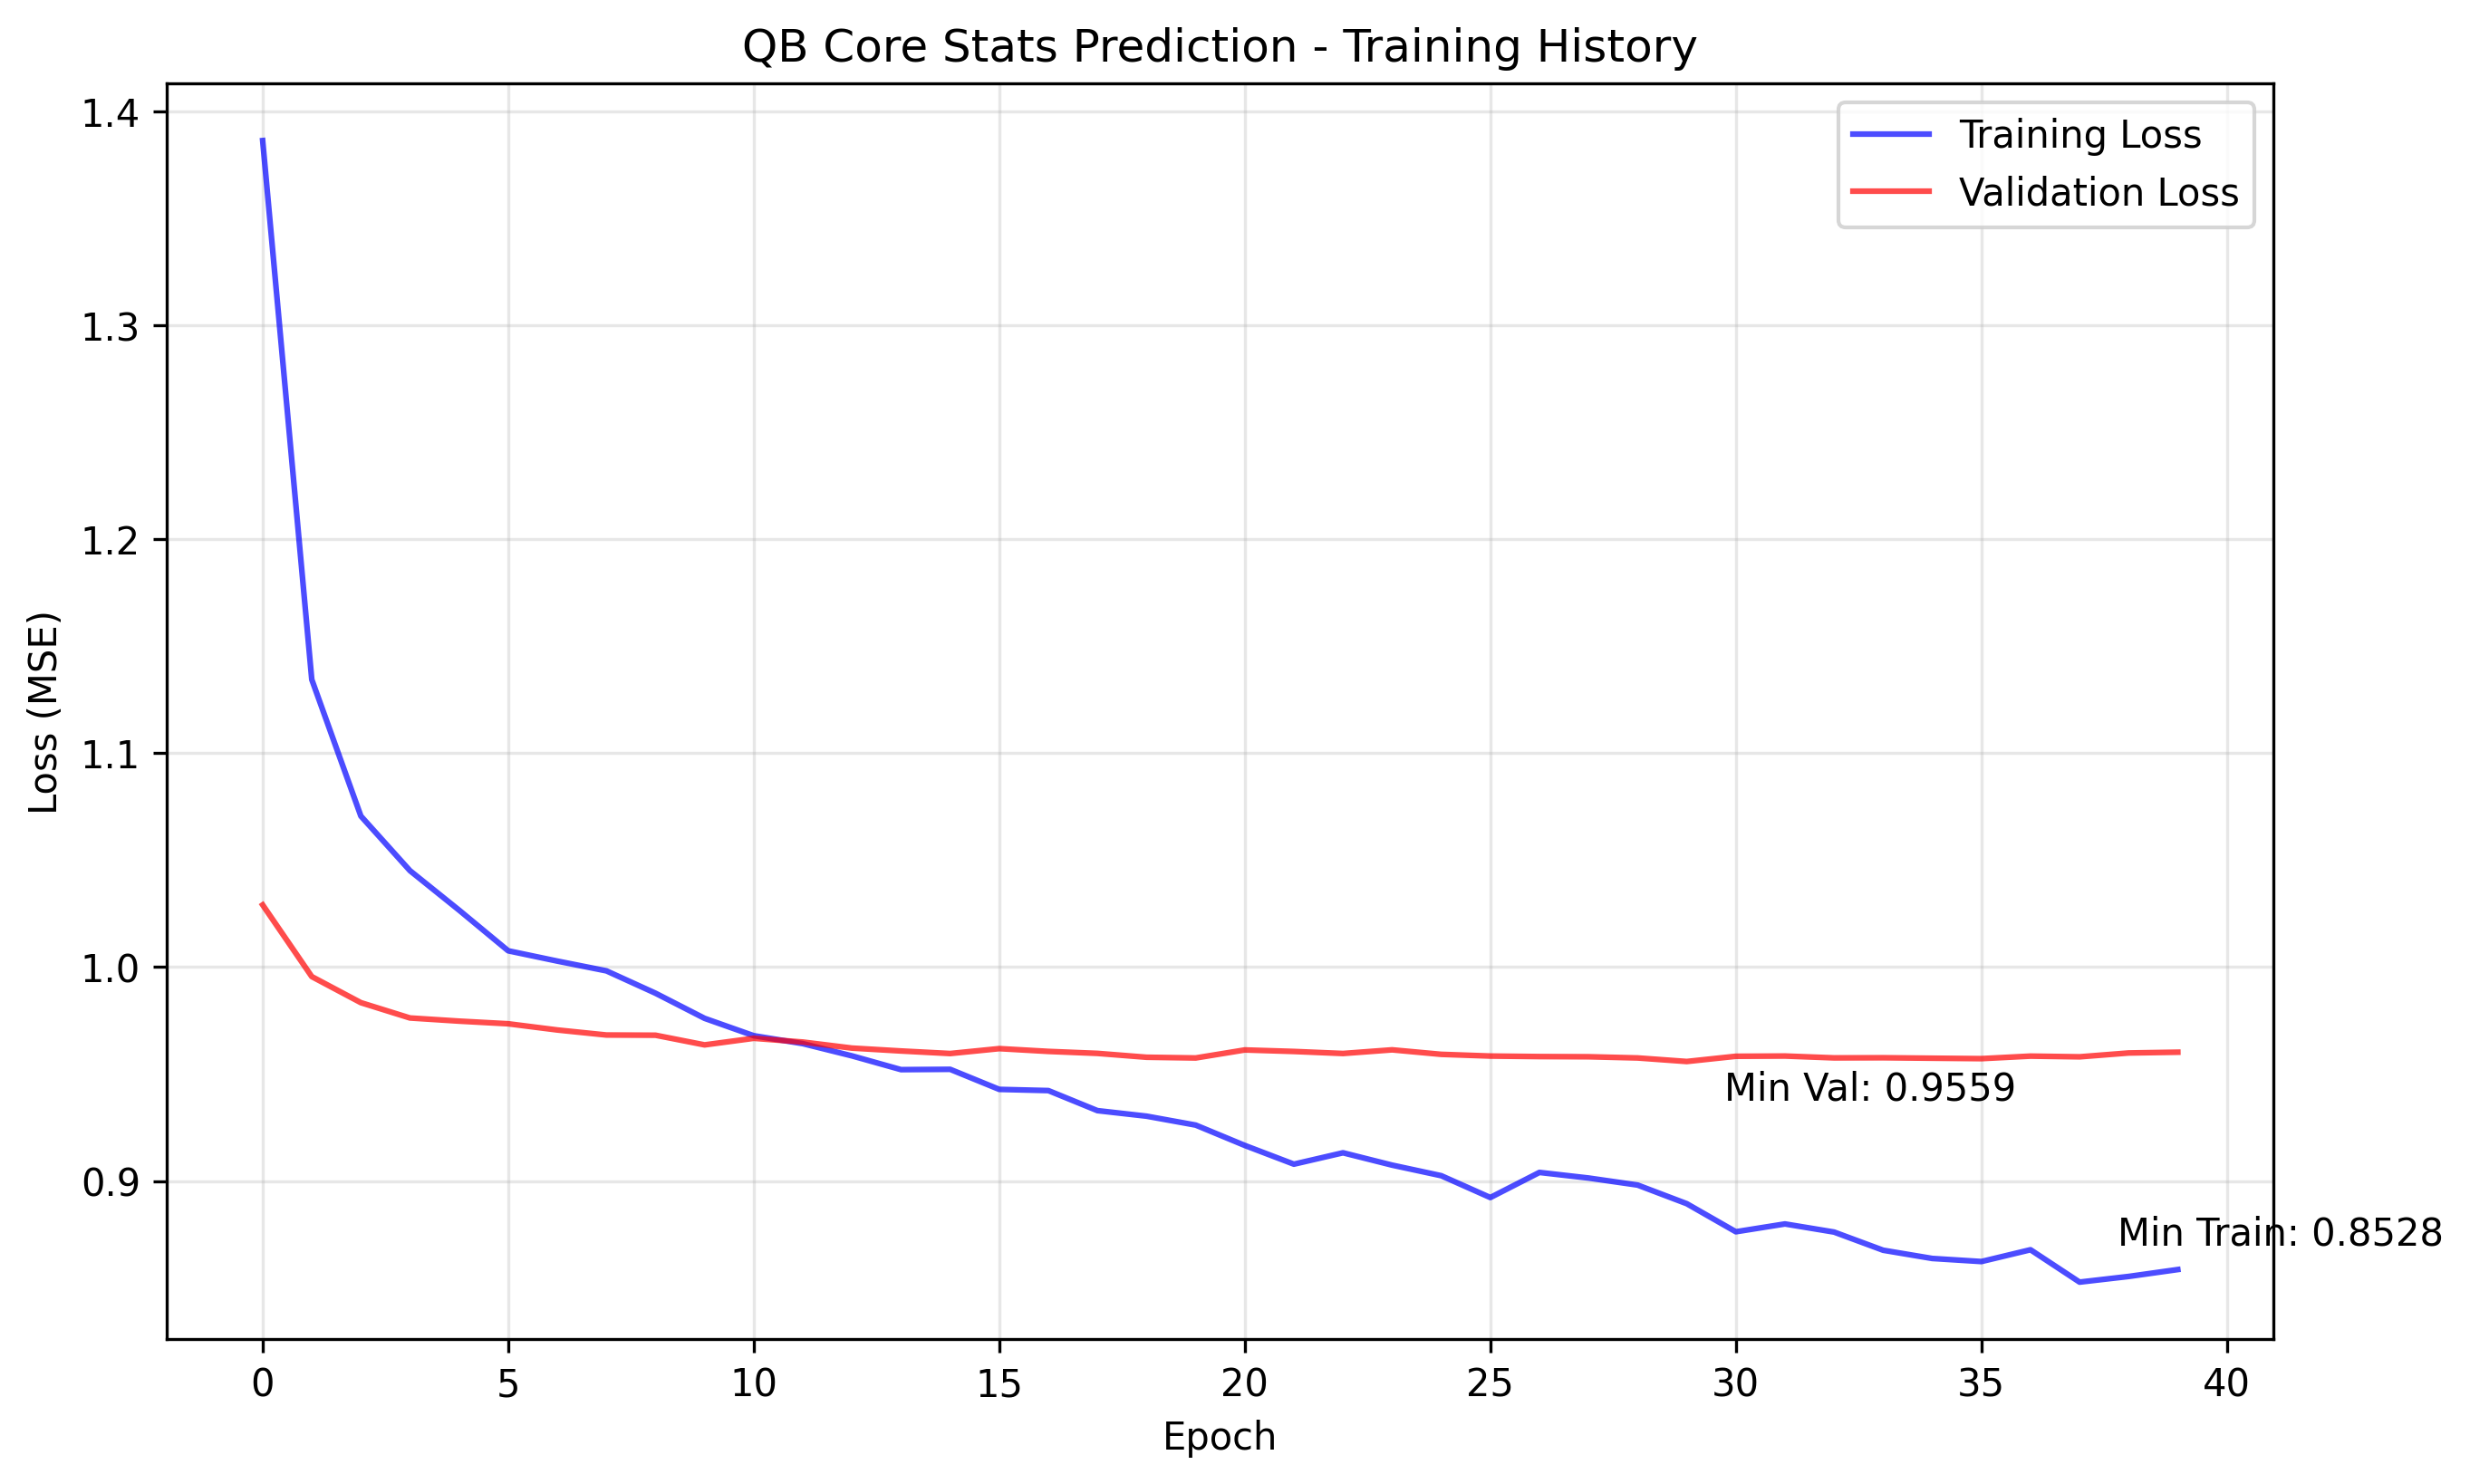 QB Core Stats Prediction - Training History
Training Loss
Validation Loss
Loss (MSE)
1.4
1.3
1.2
1.1
1.0
0.9
Min Val: 0.9559
Min Train: 0.8528
0 5 10 15 20 25 30 35 40
Epoch